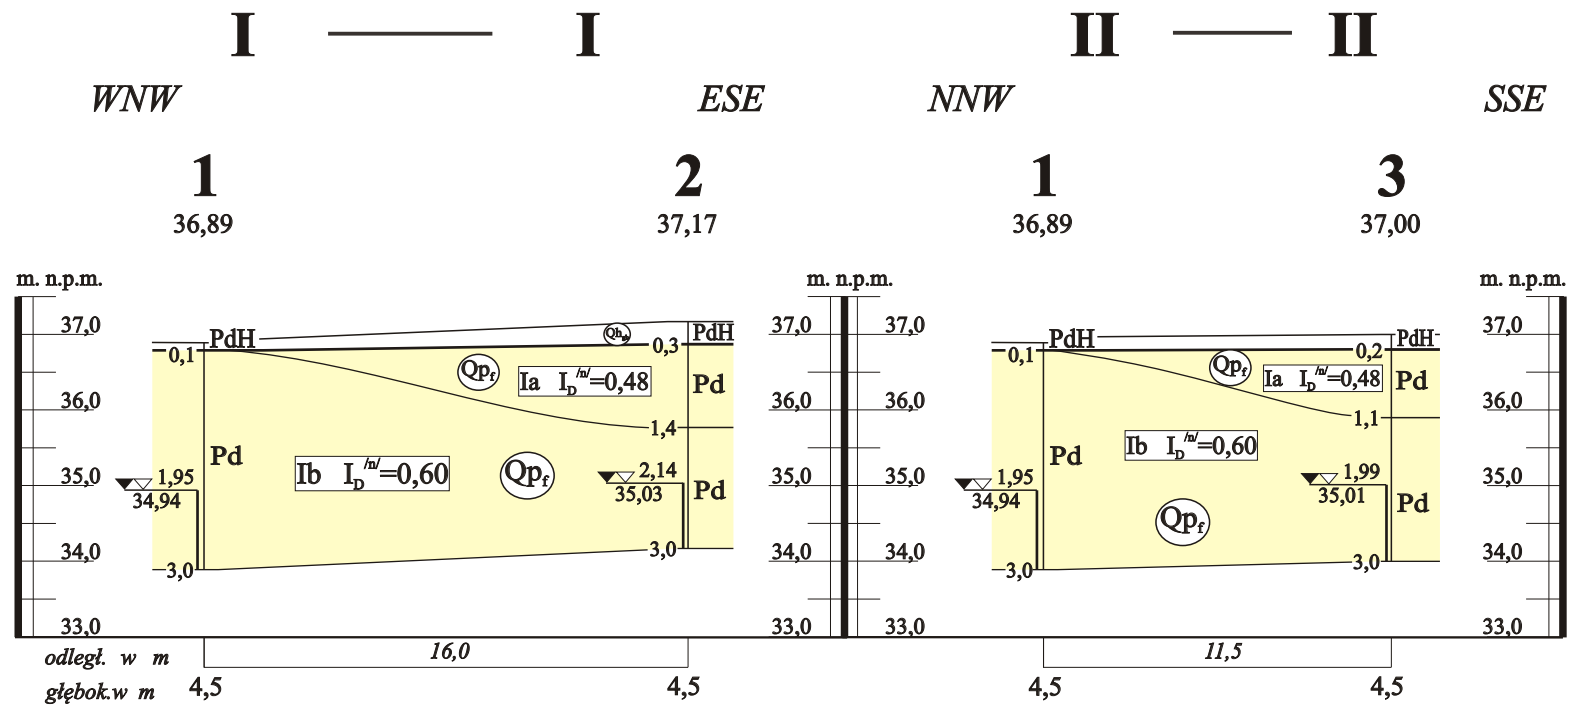 I I II II
WNW ESE NNW SSE
1 2 1 3
36,89 37,17 36,89 37,00
m. n.p.m. m. n.p.m. m. n.p.m.
37,0 PdH Qh PdH 37,0 37,0 PdH PdH 37,0
0,1 0,3 0,1 0,2
Qpf Ia ID/n/=0,48 Pd Qpf Ia ID/n/=0,48 Pd
36,0 36,0 36,0 36,0
1,4 1,1
Pd Ib ID/n/=0,60 Qpf Pd Pd Ib ID/n/=0,60 Pd
35,0 1,95 2,14 35,0 35,0 1,95 1,99 35,0
34,94 35,03 34,94 35,01
Qpf
34,0 3,0 3,0 34,0 34,0 3,0 3,0 34,0
33,0 33,0 33,0 33,0
odległ. w m 16,0 11,5
głębok.w m 4,5 4,5 4,5 4,5